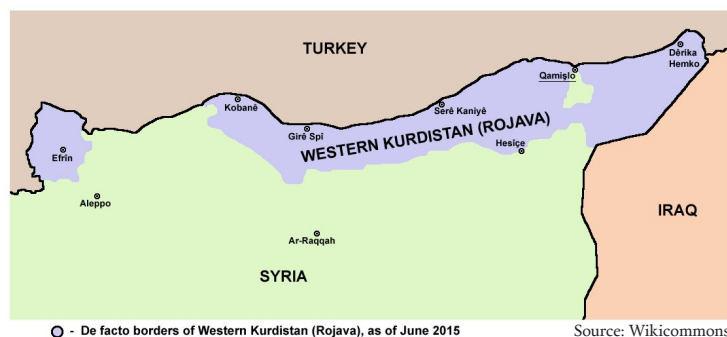 TURKEY
Dêrika
Hemko
Qamişlo
Kobanê
Serê Kaniyê
Girê Spî
WESTERN KURDISTAN (ROJAVA)
Efrîn
Hesîçe
Aleppo
IRAQ
Ar-Raqqah
SYRIA
- De facto borders of Western Kurdistan (Rojava), as of June 2015
Source: Wikicommons